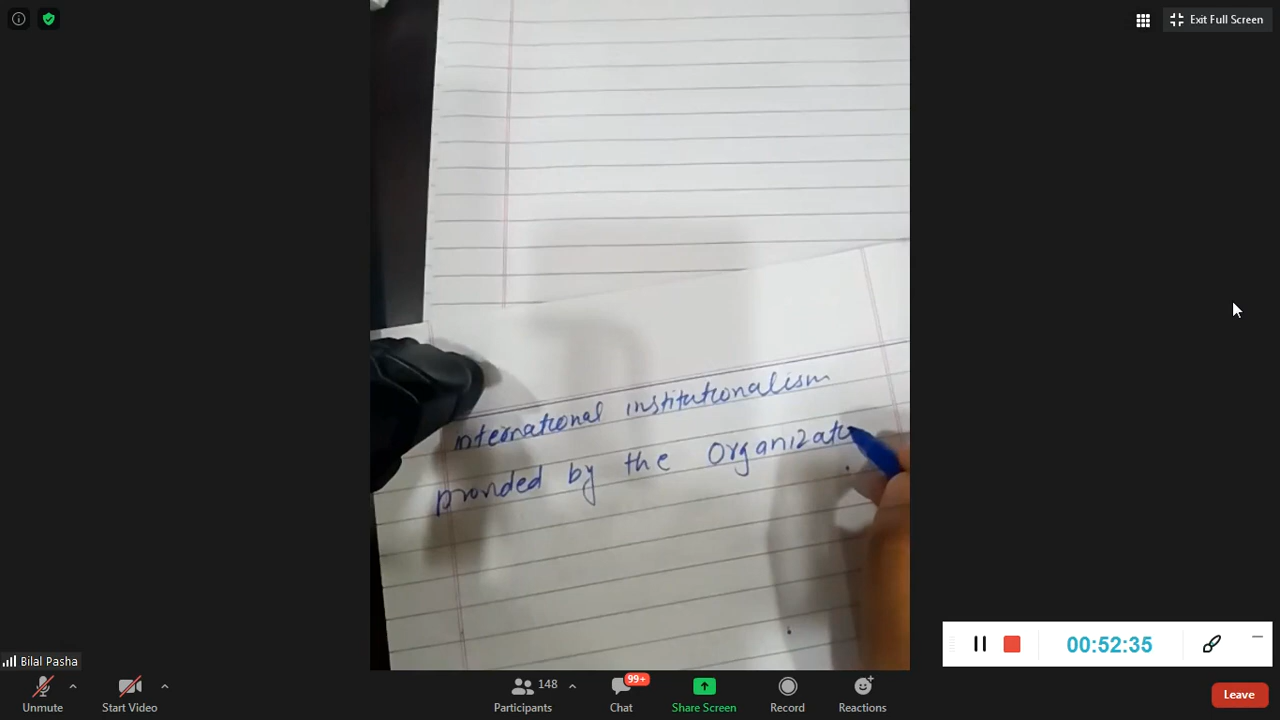 Exit Full Screen
international institutionalism
provided by the Organizat
Bilal Pasha
00:52:35
148
99+
Unmute
Start Video
Participants
Chat
Share Screen
Record
Reactions
Leave